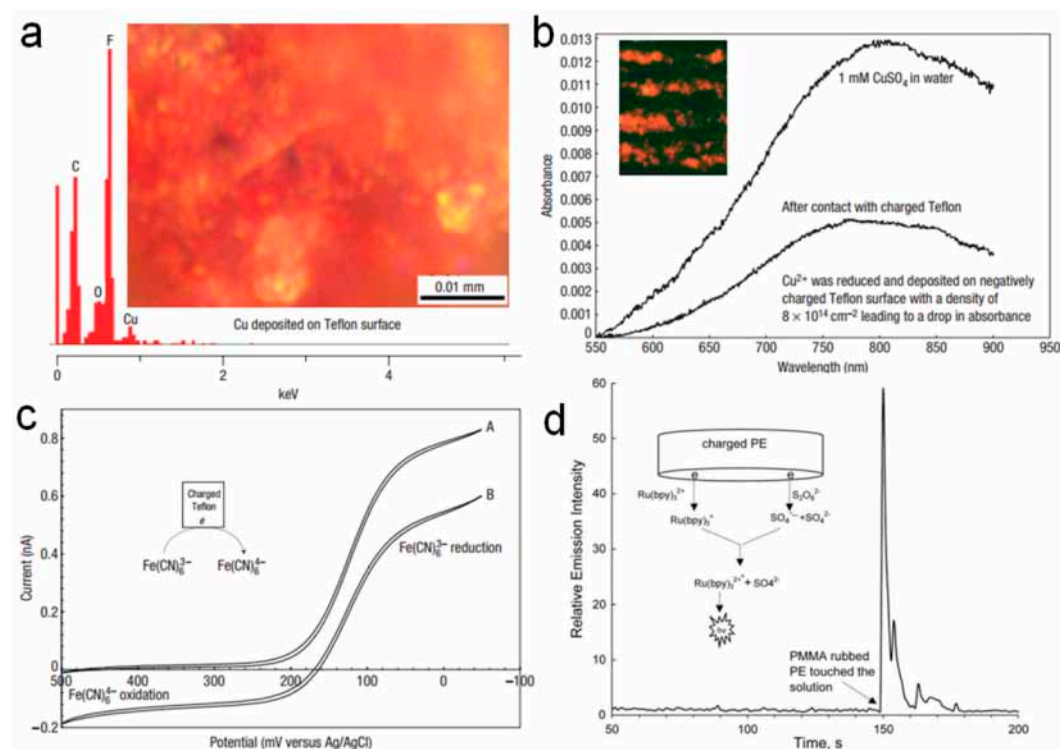 a
F
C
O
Cu
0.01 mm
Cu deposited on Teflon surface
0
2
4
keV
b
0.013
0.012
0.011
0.010
0.009
0.008
0.007
0.006
0.005
0.004
0.003
0.002
0.001
0
Absorbance
1 mM CuSO₄ in water
After contact with charged Teflon
Cu²⁺ was reduced and deposited on negatively
charged Teflon surface with a density of
8 × 10¹⁴ cm⁻² leading to a drop in absorbance
550 600 650 700 750 800 850 900 950
Wavelength (nm)
c
0.8
0.6
0.4
0.2
0
−0.2
Current (nA)
A
B
Charged
Teflon
e
Fe(CN)₆³⁻ Fe(CN)₆⁴⁻
Fe(CN)₆³⁻ reduction
500 400 300 200 100 0 −100
Fe(CN)₆⁴⁻ oxidation
Potential (mV versus Ag/AgCl)
d
60
50
40
30
20
10
0
Relative Emission Intensity
charged PE
e e
Ru(bpy)₃²⁺ S₂O₈²⁻
Ru(bpy)₃⁺ SO₄⁻+SO₄²⁻
Ru(bpy)₃²⁺* + SO4²⁻
hν
PMMA rubbed
PE touched the
solution
50 100 150 200
Time, s